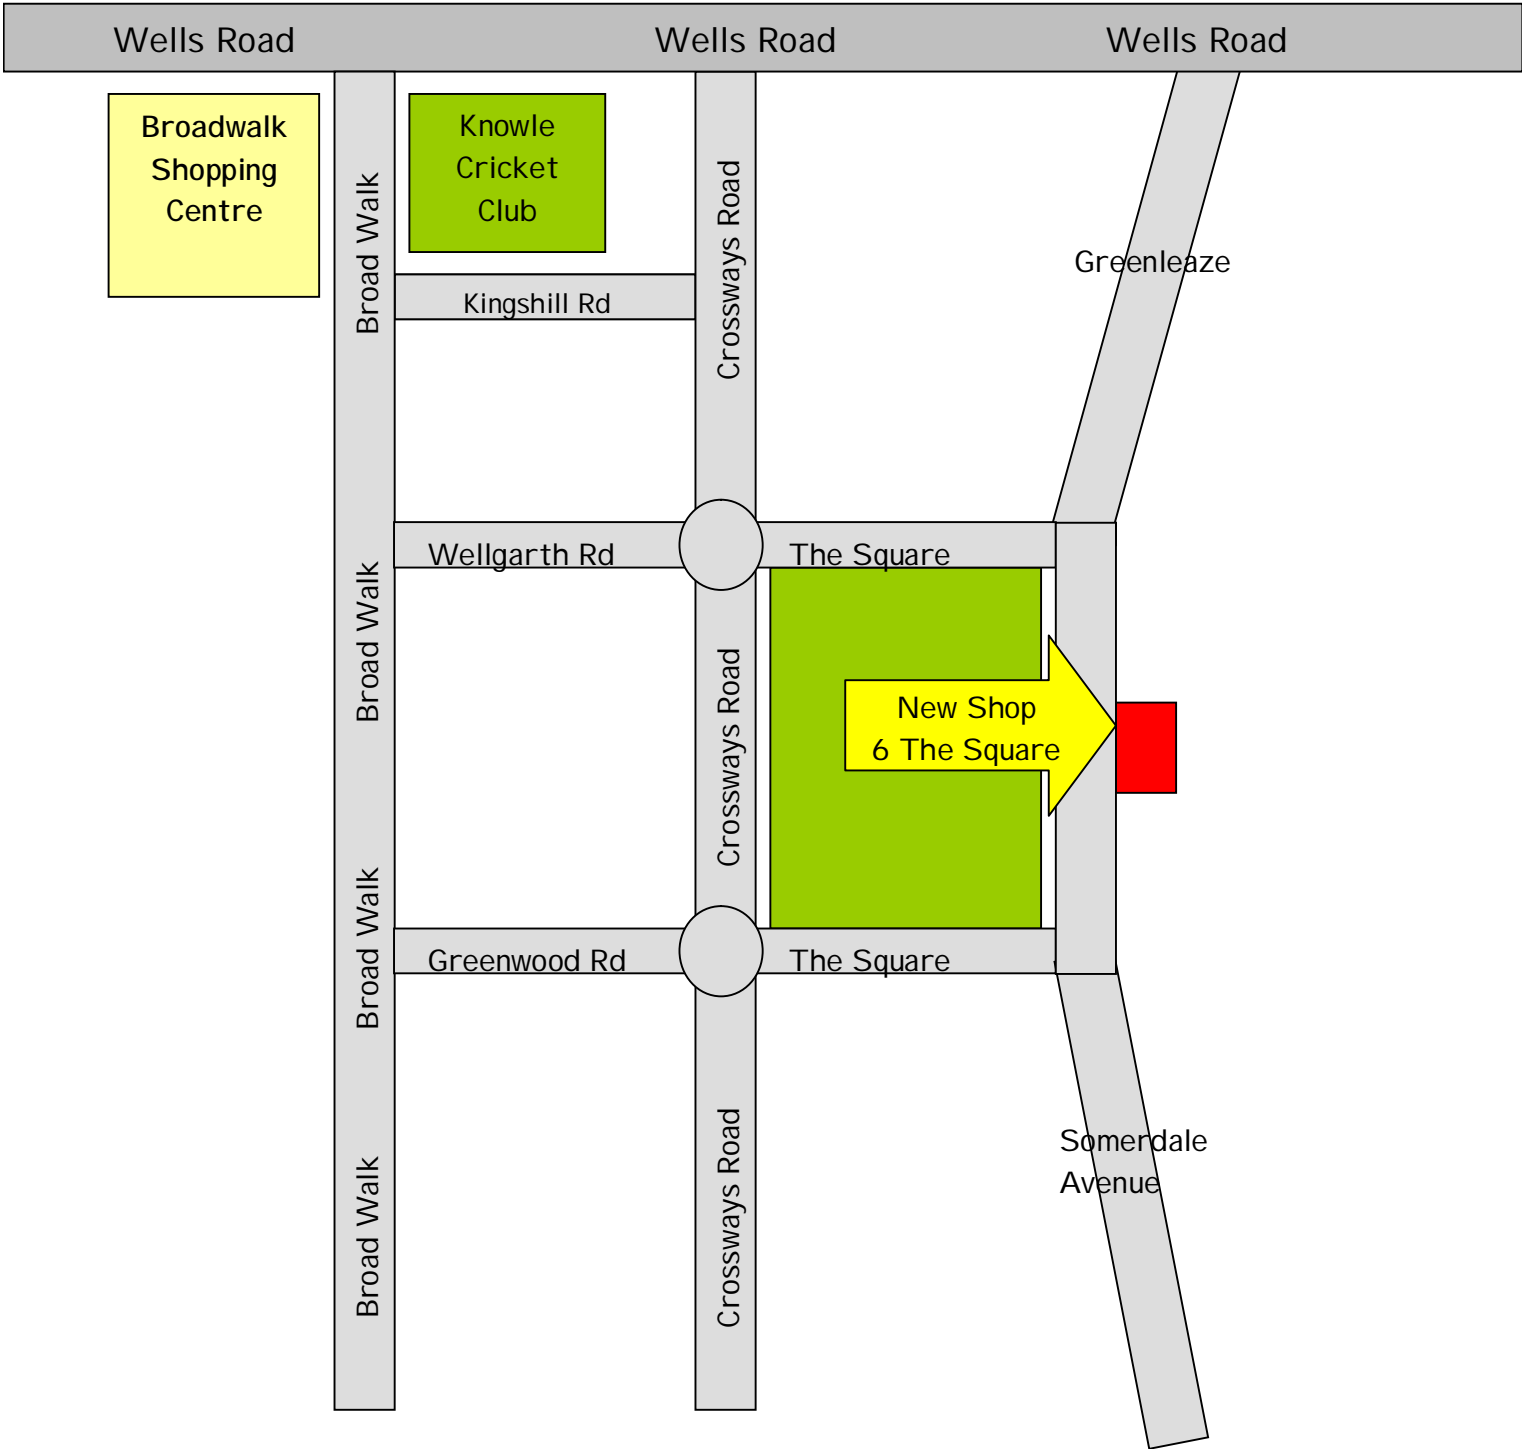 Wells Road
Wells Road
Wells Road
Broadwalk
Shopping
Centre
Knowle
Cricket
Club
Broad Walk
Crossways Road
Greenleaze
Kingshill Rd
Wellgarth Rd
The Square
Broad Walk
Crossways Road
New Shop
6 The Square
Broad Walk
Greenwood Rd
The Square
Broad Walk
Crossways Road
Somerdale
Avenue